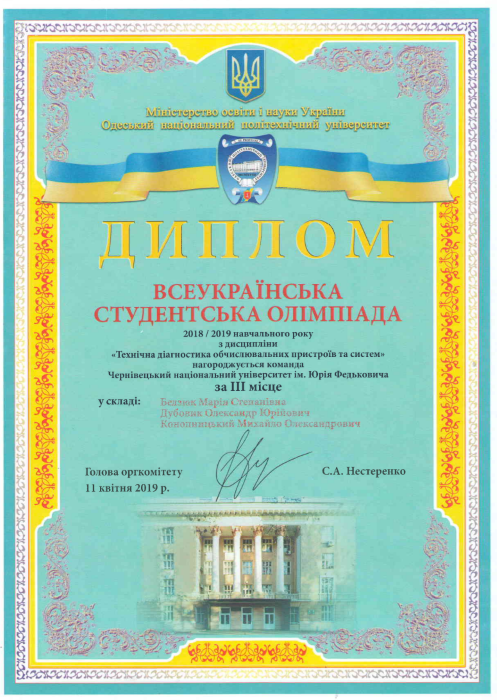 Міністерство освіти і науки України
Одеський національний політехнічний університет
ДИПЛОМ
ВСЕУКРАЇНСЬКА
СТУДЕНТСЬКА ОЛІМПІАДА
2018 / 2019 навчального року
з дисципліни
«Технічна діагностика обчислювальних пристроїв та систем»
нагороджується команда
Чернівецький національний університет ім. Юрія Федьковича
за III місце
у складі:
Марія Степанівна
Дубовик Олександр Юрійович
Конопницький Михайло Олександрович
Голова оргкомітету С.А. Нестеренко
11 квітня 2019 р.